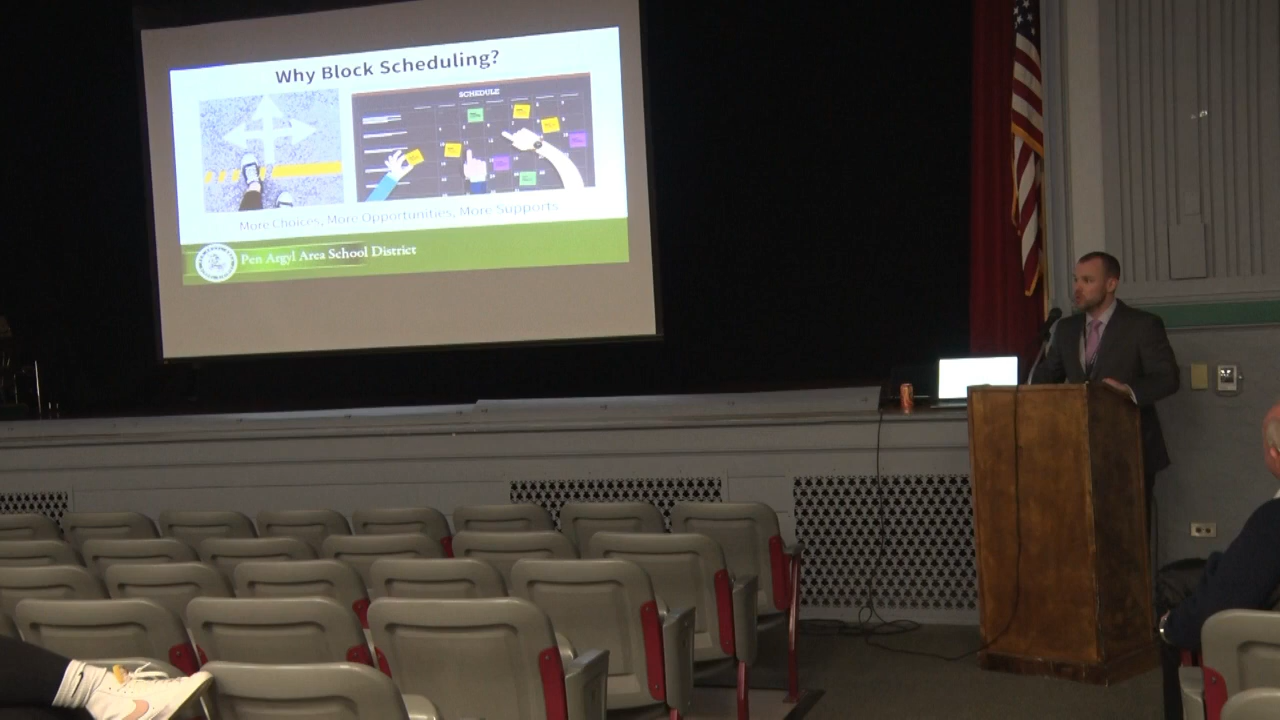 Why Block Scheduling?
SCHEDULE
More Choices, More Opportunities, More Supports
Pen Argyl Area School District